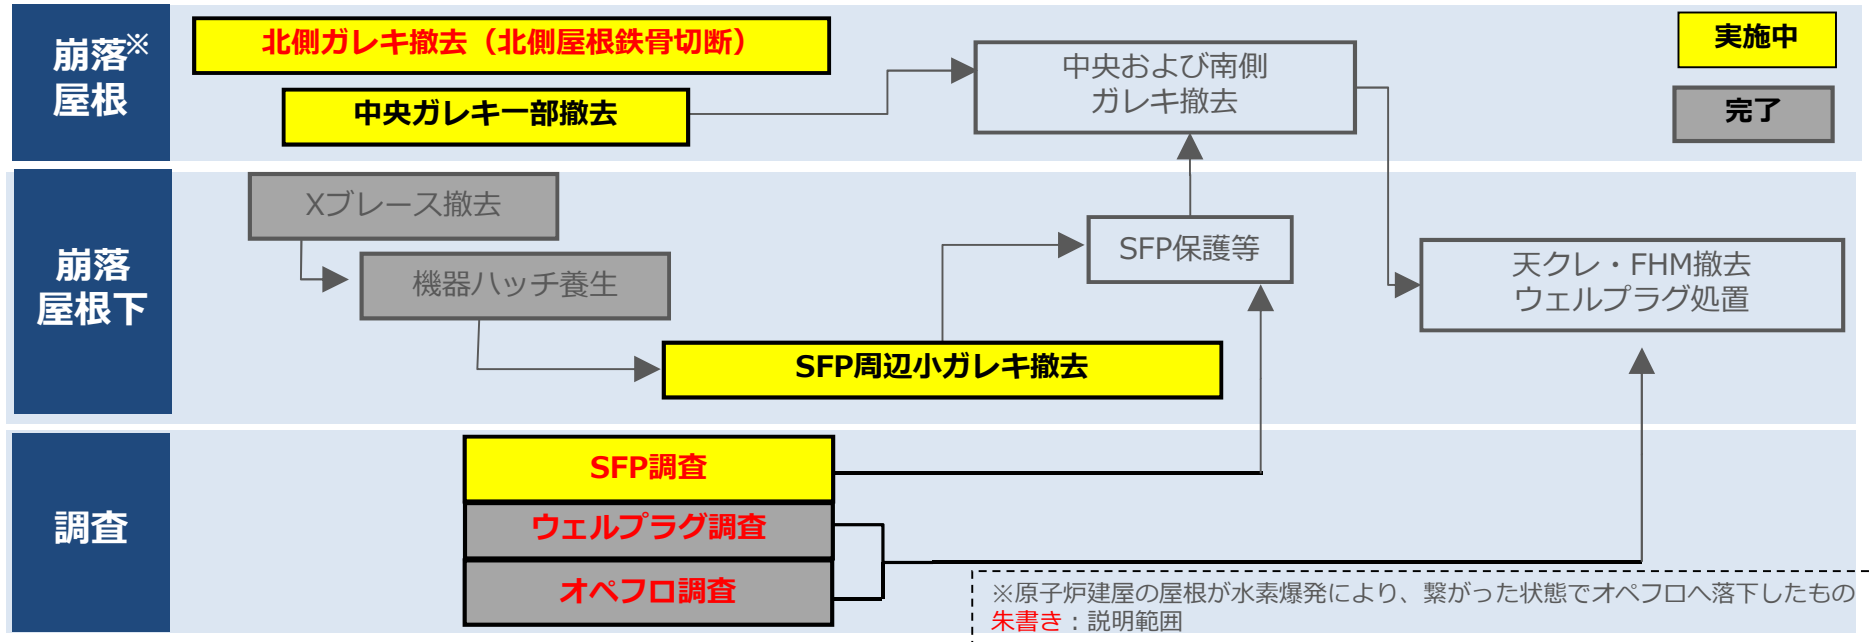 崩落※
屋根
北側ガレキ撤去（北側屋根鉄骨切断）
中央ガレキ一部撤去
中央および南側
ガレキ撤去
実施中
完了
崩落
屋根下
Xブレース撤去
機器ハッチ養生
SFP周辺小ガレキ撤去
SFP保護等
天クレ・FHM撤去
ウェルプラグ処置
調査
SFP調査
ウェルプラグ調査
オペフロ調査
※原子炉建屋の屋根が水素爆発により、繋がった状態でオペフロへ落下したもの
朱書き：説明範囲